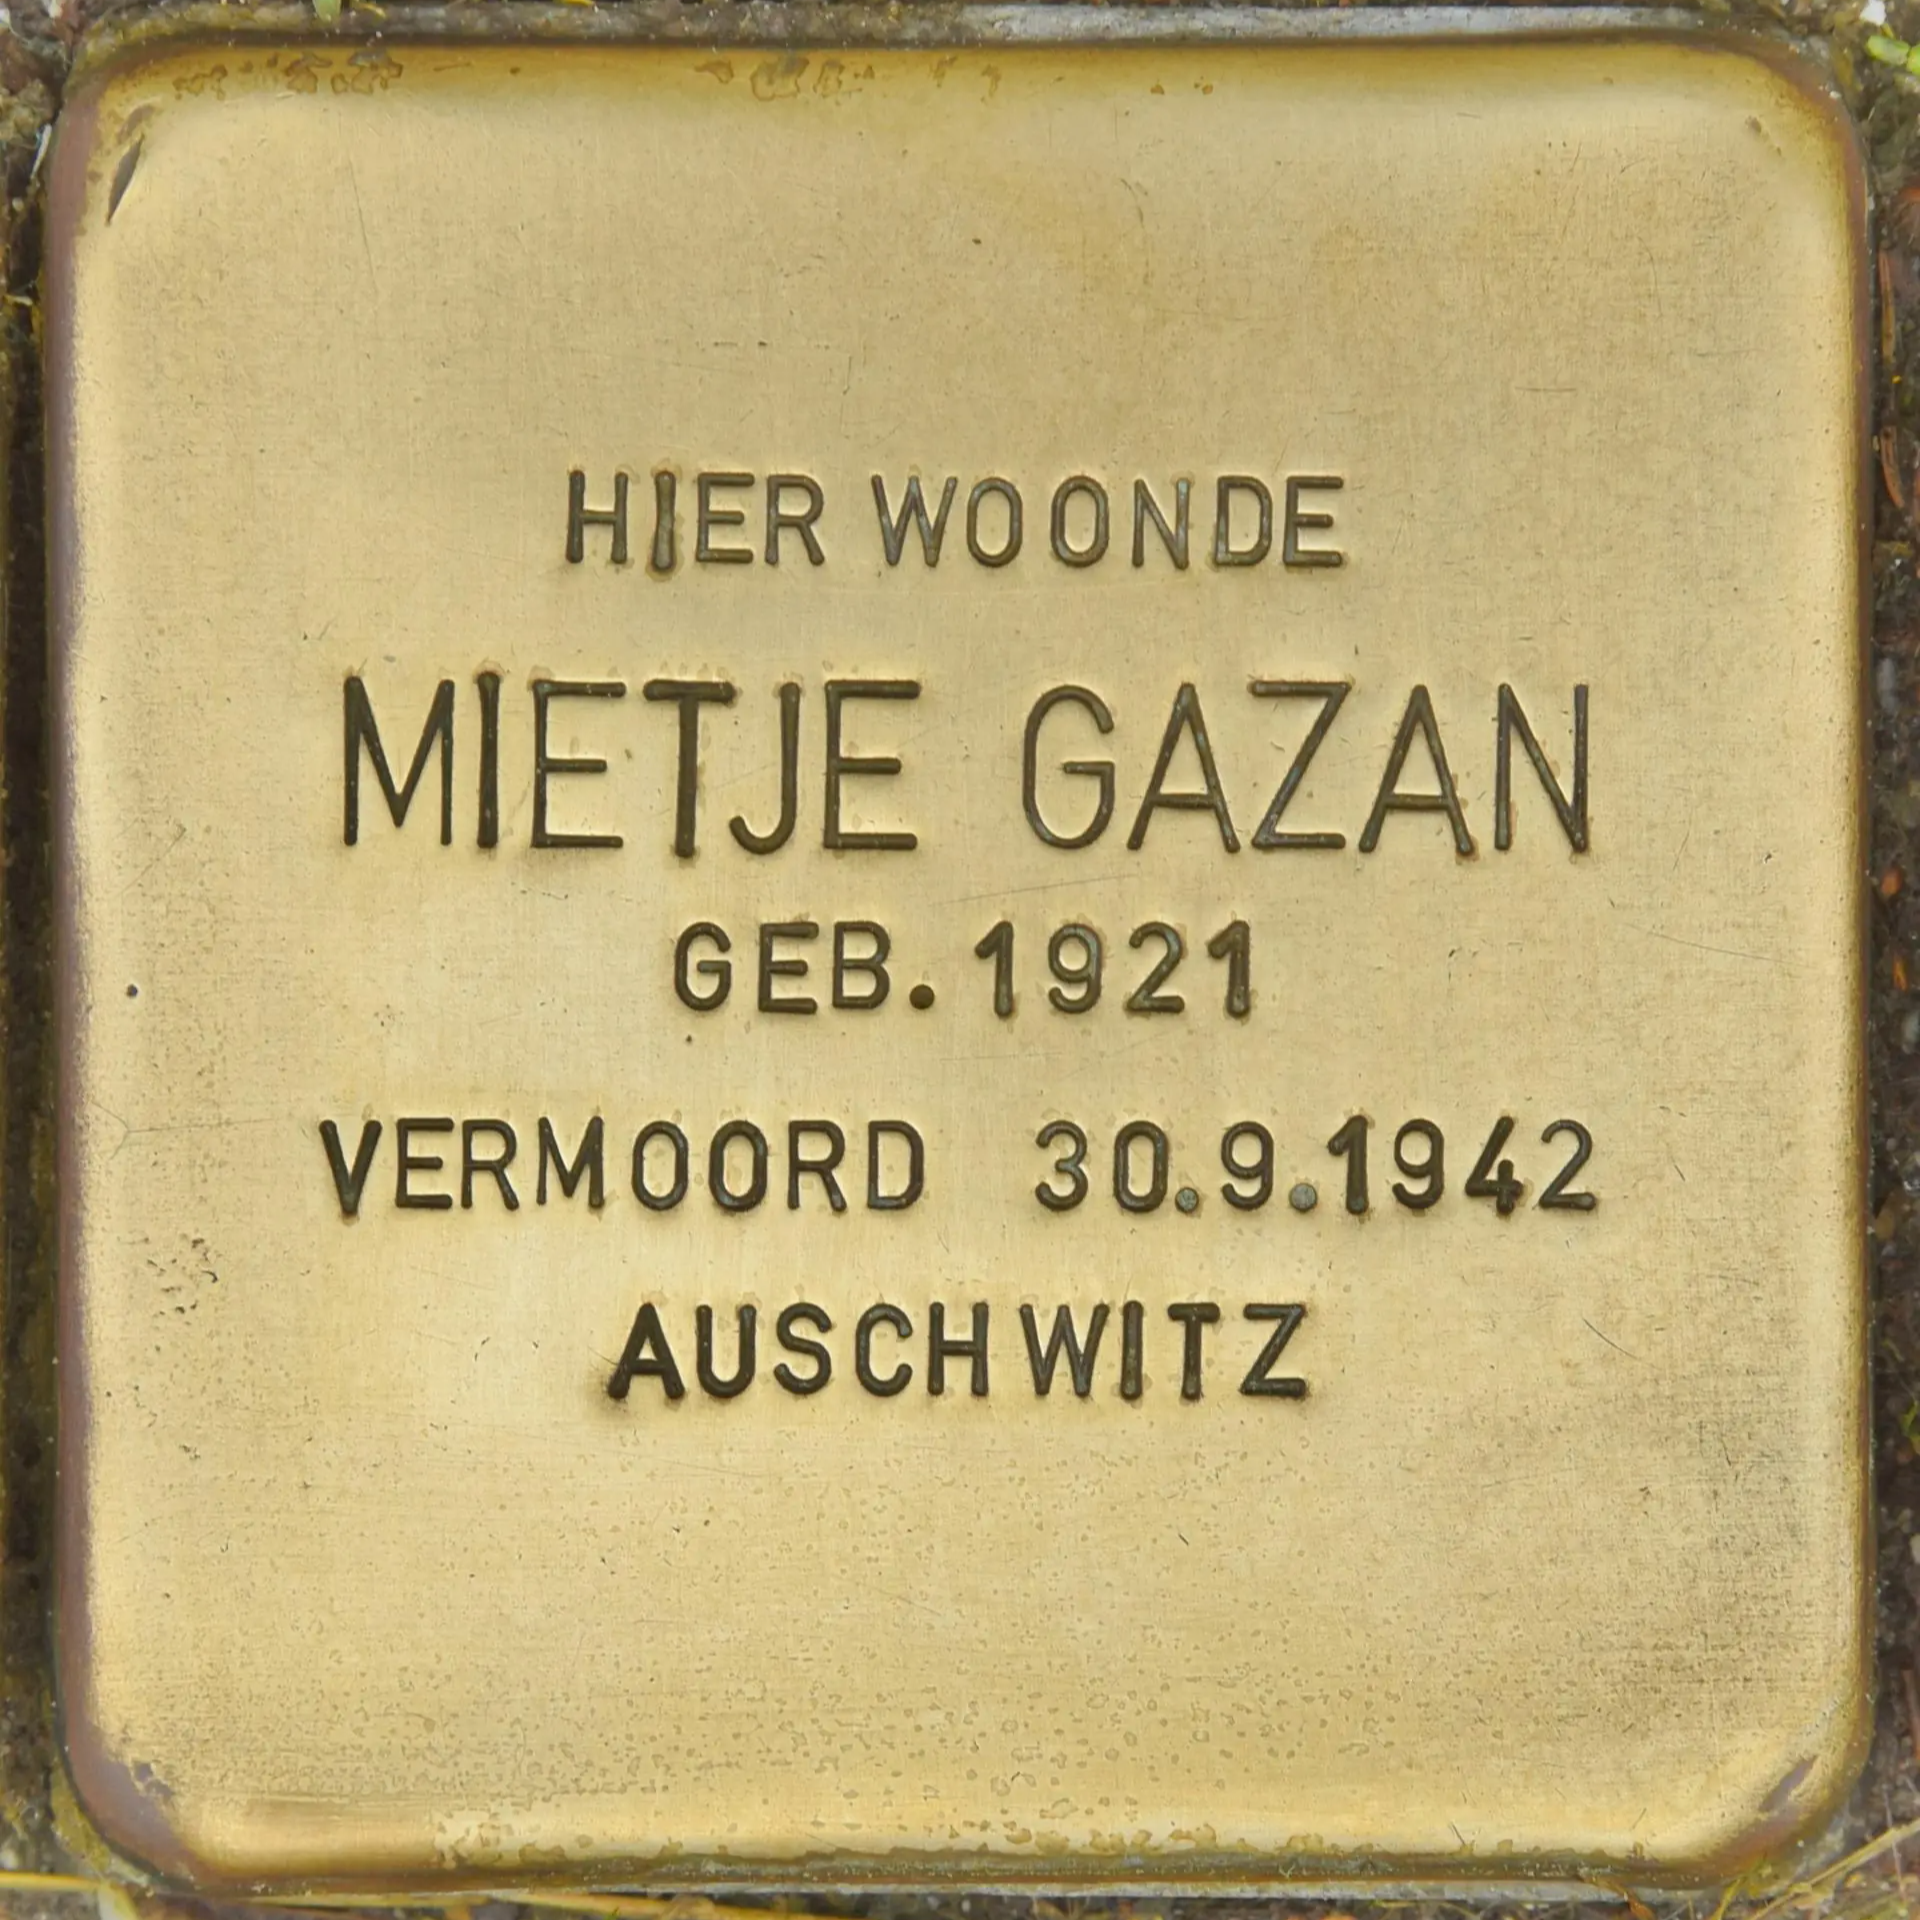 HIER WOONDE
MIETJE GAZAN
GEB. 1921
VERMOORD 30.9.1942
AUSCHWITZ